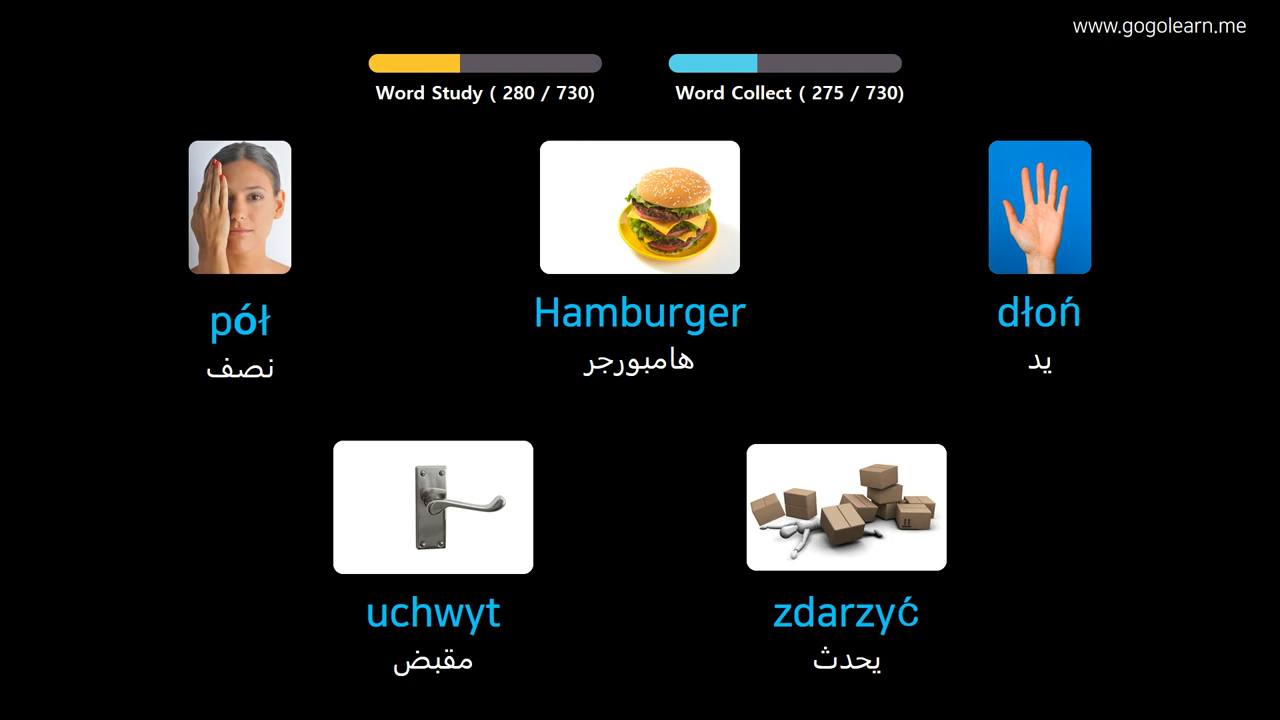 www.gogolearn.me
Word Study ( 280 / 730)
Word Collect ( 275 / 730)
pół
نصف
Hamburger
هامبورجر
dłoń
يد
uchwyt
مقبض
zdarzyć
يحدث